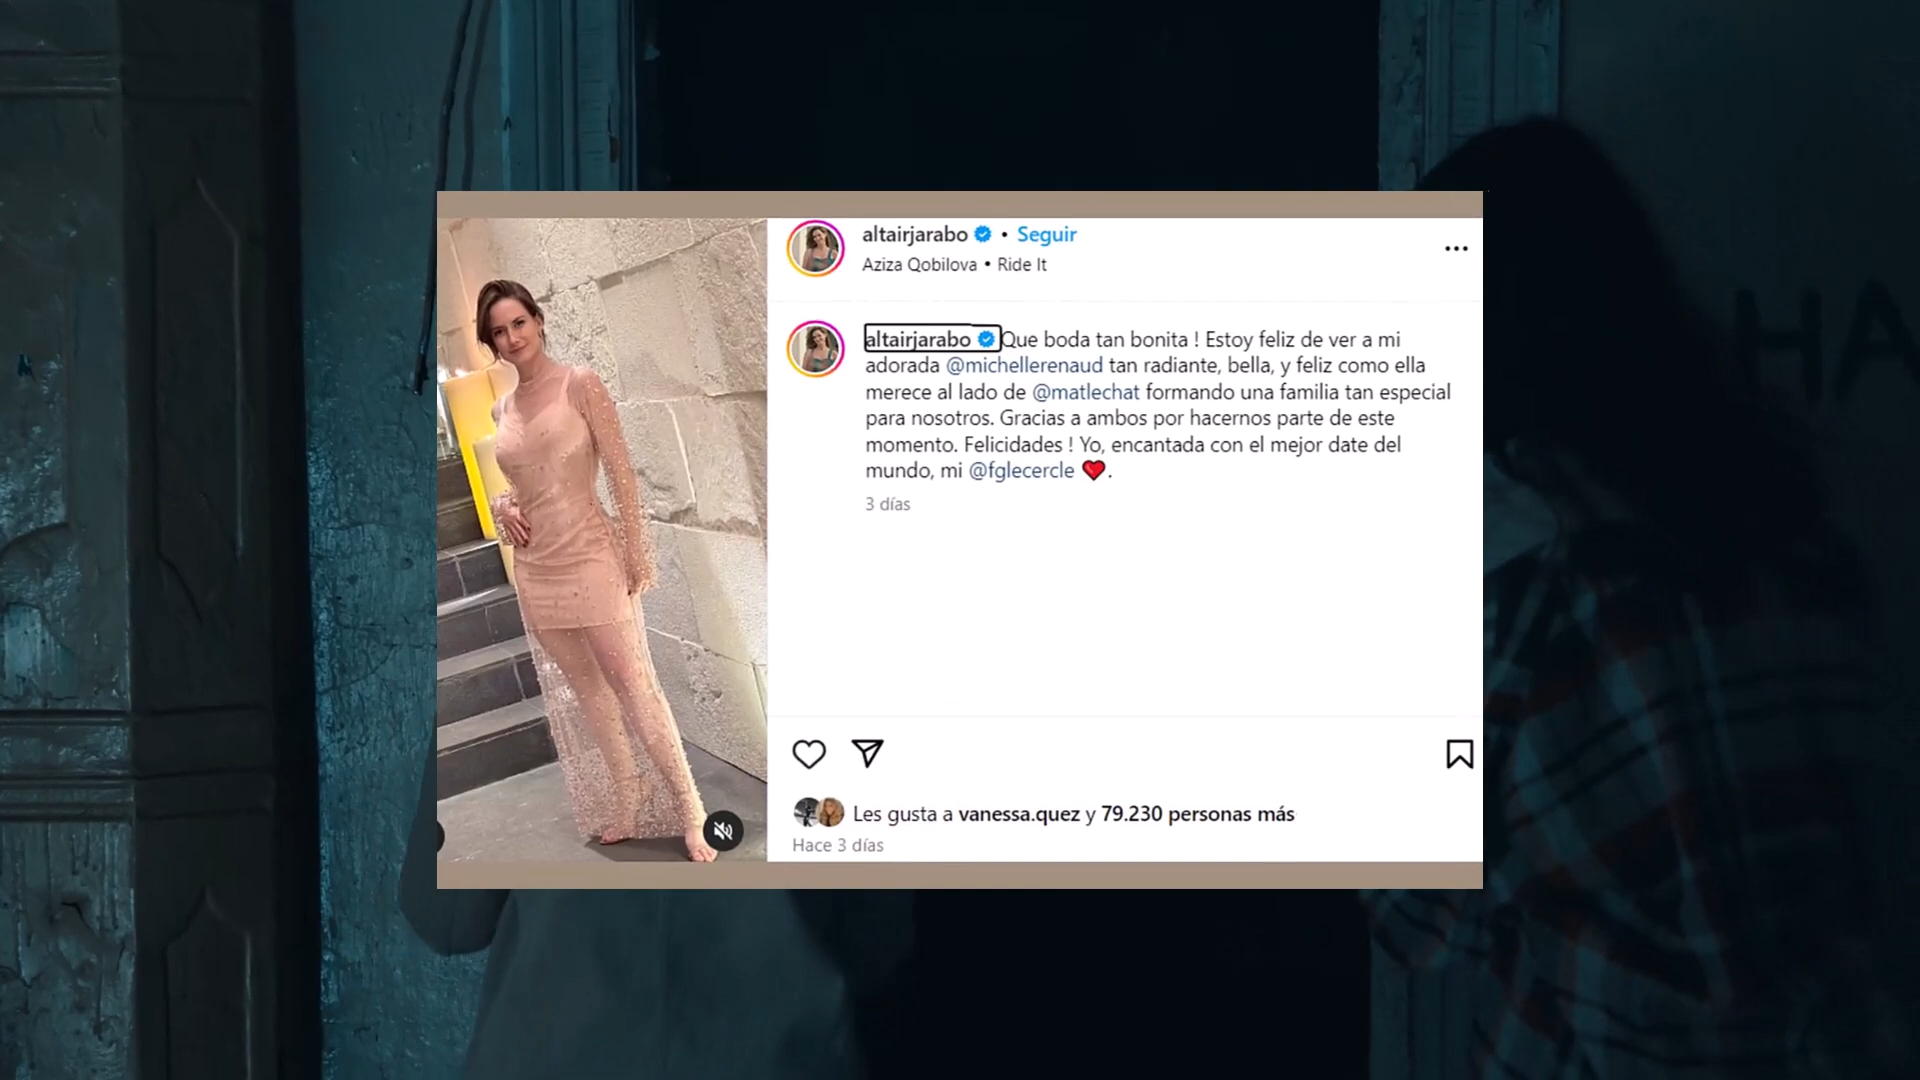 altairjarabo • Seguir
Aziza Qobilova • Ride It
altairjarabo Que boda tan bonita ! Estoy feliz de ver a mi
adorada @michellerenaud tan radiante, bella, y feliz como ella
merece al lado de @matlechat formando una familia tan especial
para nosotros. Gracias a ambos por hacernos parte de este
momento. Felicidades ! Yo, encantada con el mejor date del
mundo, mi @fglecercle ❤️.
3 días
Les gusta a vanessa.quez y 79.230 personas más
Hace 3 días
HA